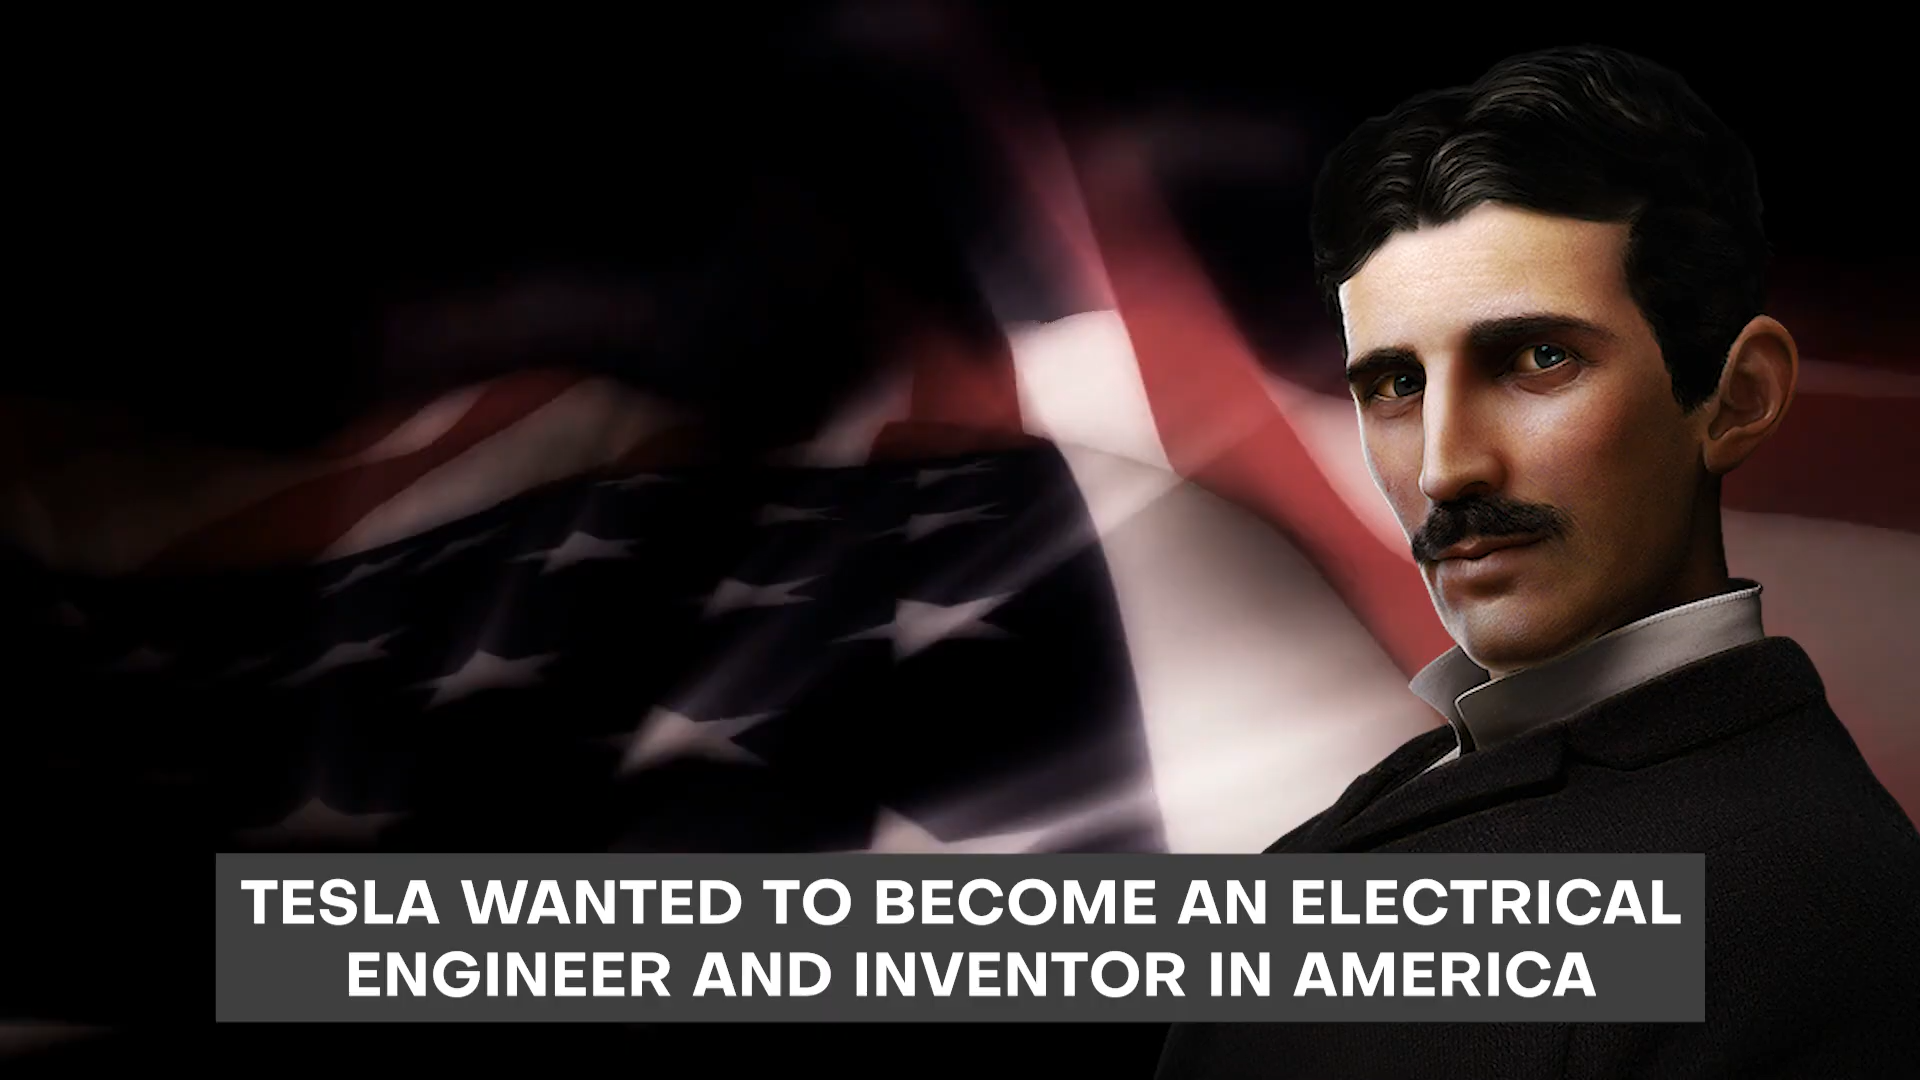 TESLA WANTED TO BECOME AN ELECTRICAL
ENGINEER AND INVENTOR IN AMERICA